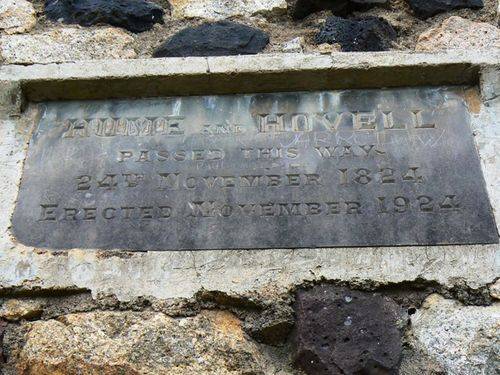 HUME AND HOVELL
PASSED THIS WAY
24TH NOVEMBER 1824
ERECTED NOVEMBER 1924